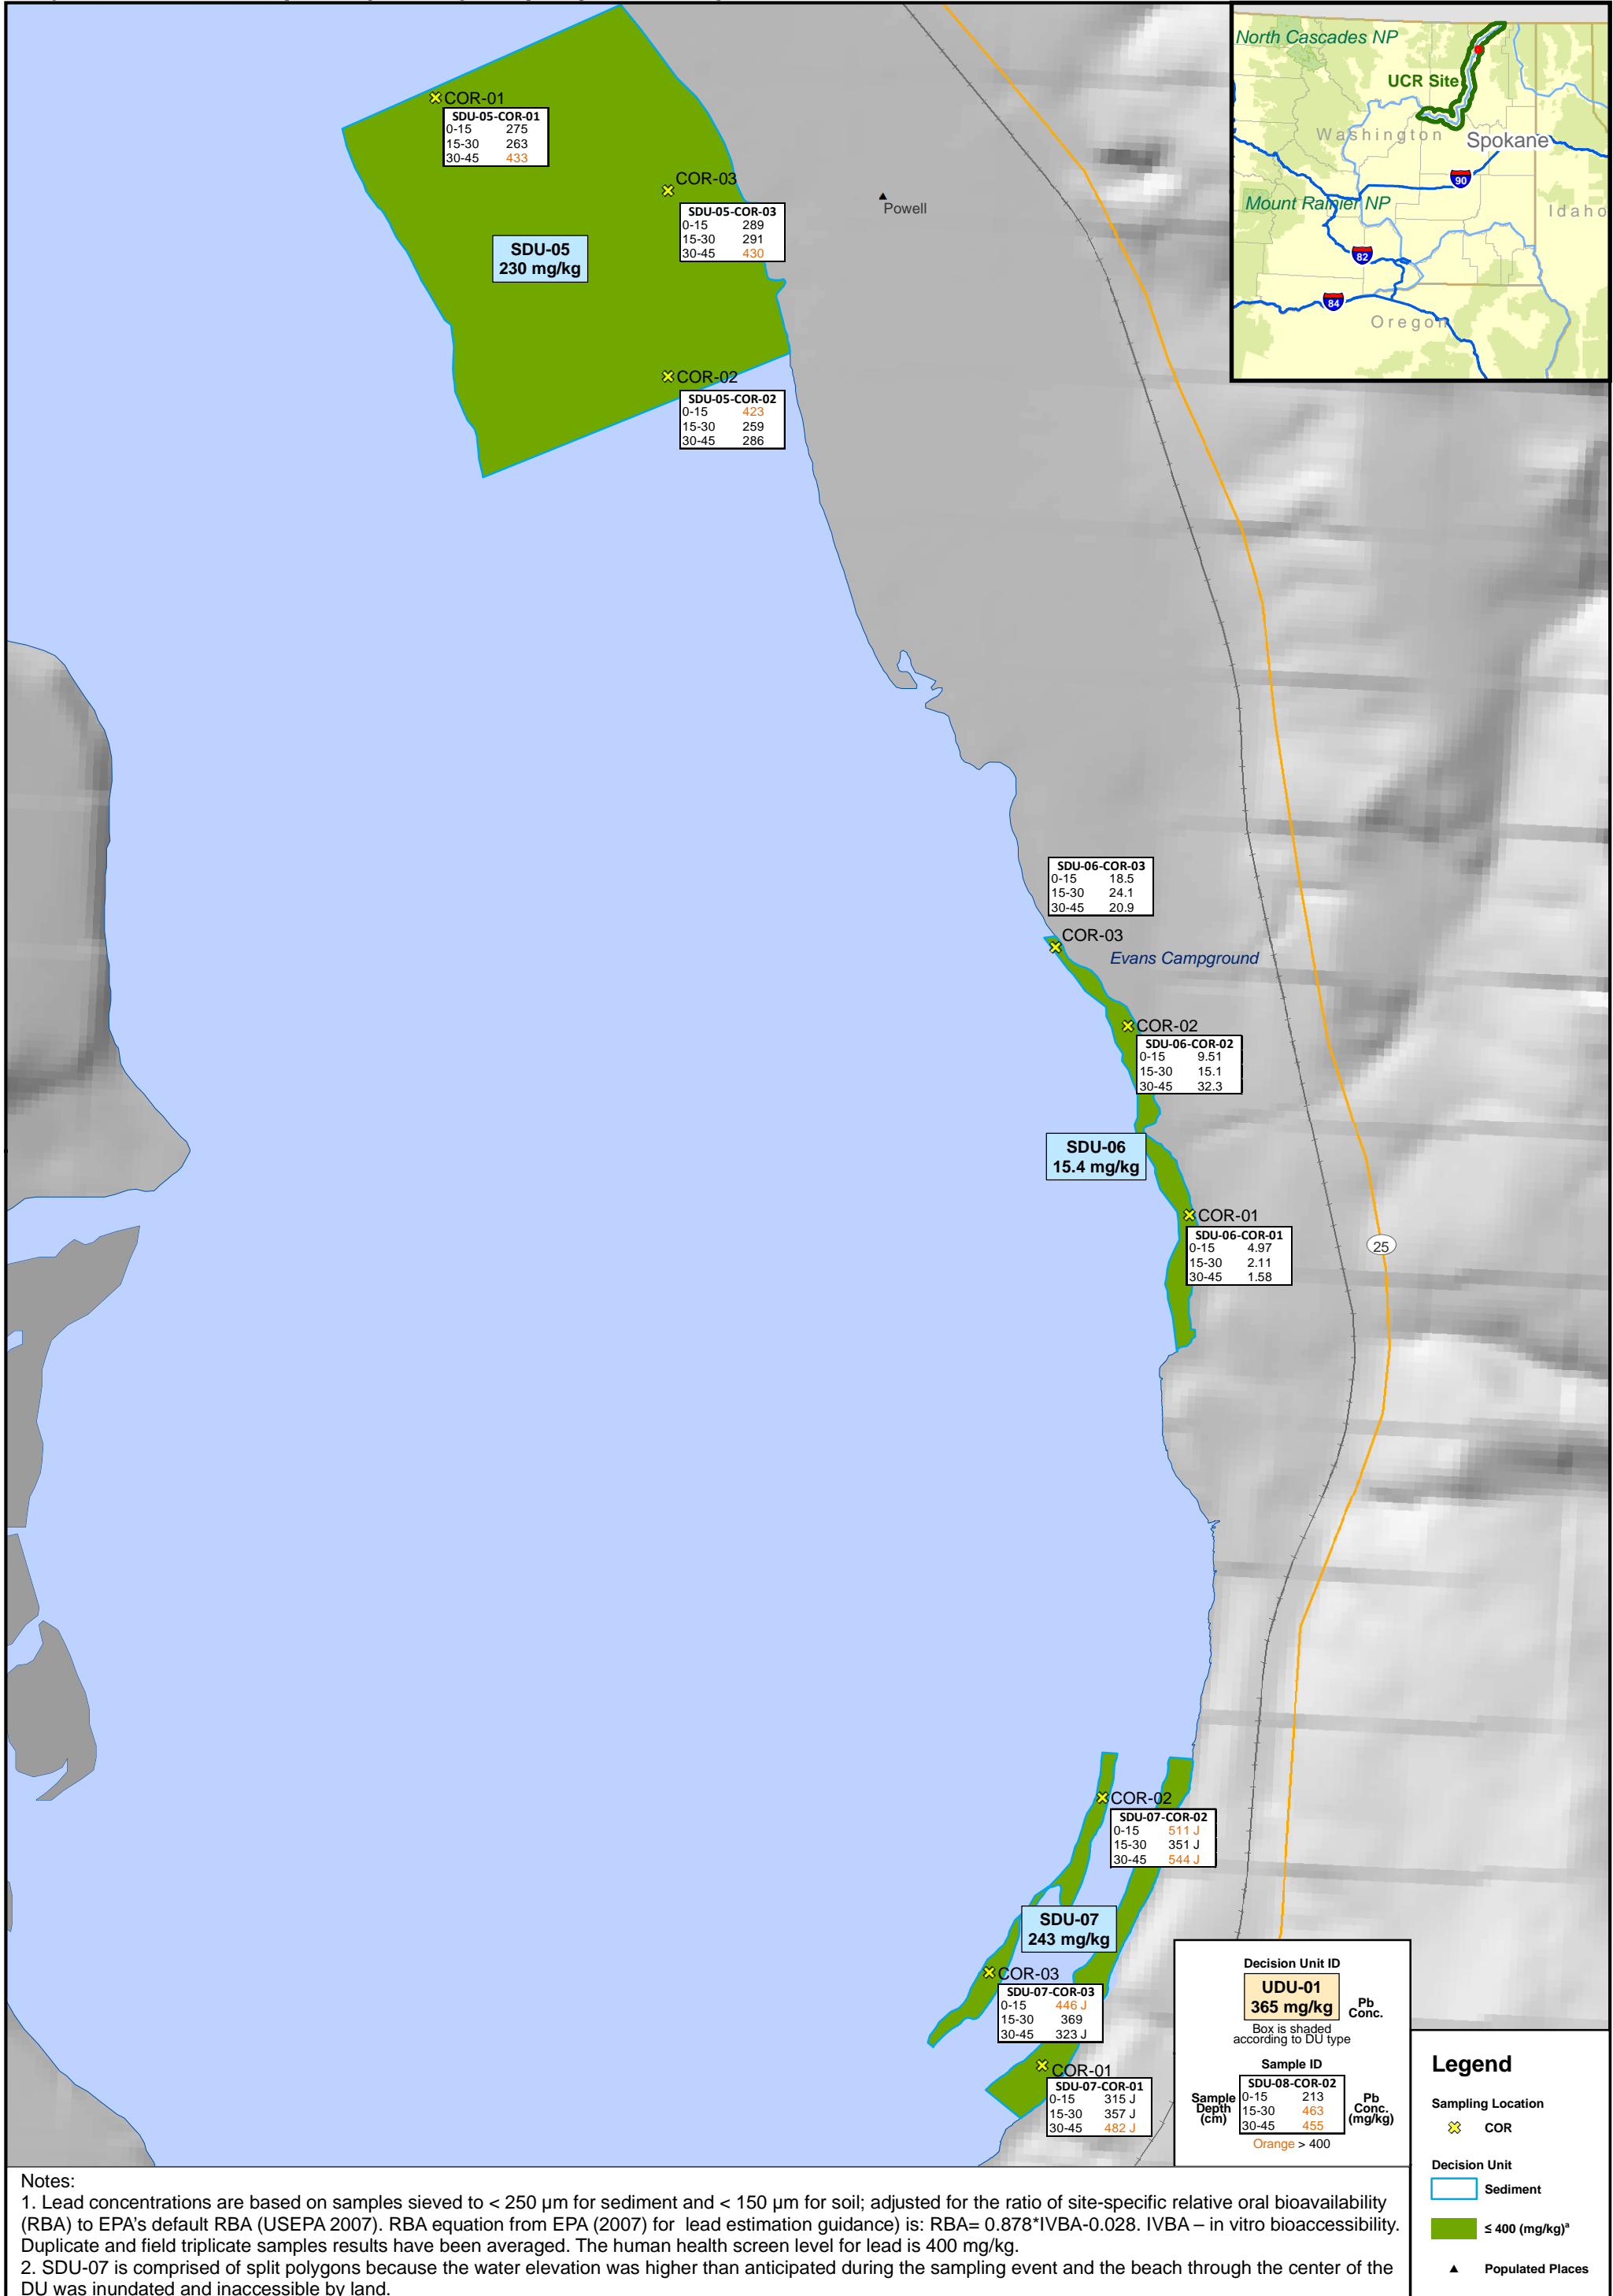 North Cascades NP
UCR Site
Washington
Spokane
90
Mount Rainier NP
Idaho
82
84
Oregon
COR-01
SDU-05-COR-01
0-15 275
15-30 263
30-45 433
COR-03
SDU-05-COR-03
0-15 289
15-30 291
30-45 430
Powell
SDU-05
230 mg/kg
COR-02
SDU-05-COR-02
0-15 423
15-30 259
30-45 286
SDU-06-COR-03
0-15 18.5
15-30 24.1
30-45 20.9
COR-03
Evans Campground
COR-02
SDU-06-COR-02
0-15 9.51
15-30 15.1
30-45 32.3
SDU-06
15.4 mg/kg
COR-01
SDU-06-COR-01
0-15 4.97
15-30 2.11
30-45 1.58
25
COR-02
SDU-07-COR-02
0-15 511 J
15-30 351 J
30-45 544 J
SDU-07
243 mg/kg
COR-03
SDU-07-COR-03
0-15 446 J
15-30 369
30-45 323 J
COR-01
SDU-07-COR-01
0-15 315 J
15-30 357 J
30-45 482 J
Decision Unit ID
UDU-01
365 mg/kg
Pb
Conc.
Box is shaded
according to DU type
Sample ID
SDU-08-COR-02
0-15 213
15-30 463
30-45 455
Sample
Depth
(cm)
Pb
Conc.
(mg/kg)
Orange > 400
Legend
Sampling Location
COR
Decision Unit
Sediment
≤ 400 (mg/kg)ª
Populated Places
Notes:
1. Lead concentrations are based on samples sieved to < 250 µm for sediment and < 150 µm for soil; adjusted for the ratio of site-specific relative oral bioavailability
(RBA) to EPA's default RBA (USEPA 2007). RBA equation from EPA (2007) for lead estimation guidance) is: RBA= 0.878*IVBA-0.028. IVBA – in vitro bioaccessibility.
Duplicate and field triplicate samples results have been averaged. The human health screen level for lead is 400 mg/kg.
2. SDU-07 is comprised of split polygons because the water elevation was higher than anticipated during the sampling event and the beach through the center of the
DU was inundated and inaccessible by land.